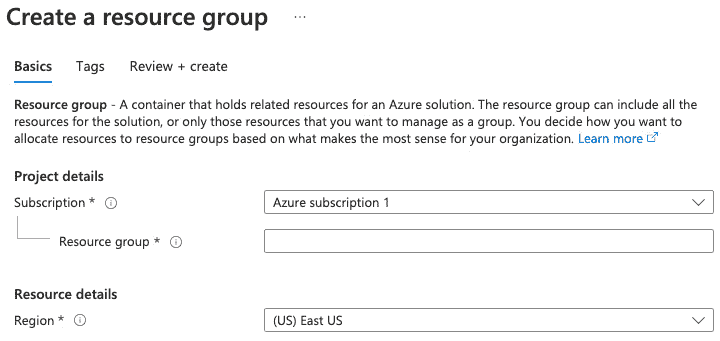 Create a resource group ...
Basics Tags Review + create
Resource group - A container that holds related resources for an Azure solution. The resource group can include all the
resources for the solution, or only those resources that you want to manage as a group. You decide how you want to
allocate resources to resource groups based on what makes the most sense for your organization. Learn more
Project details
Subscription * Azure subscription 1
Resource group *
Resource details
Region * (US) East US